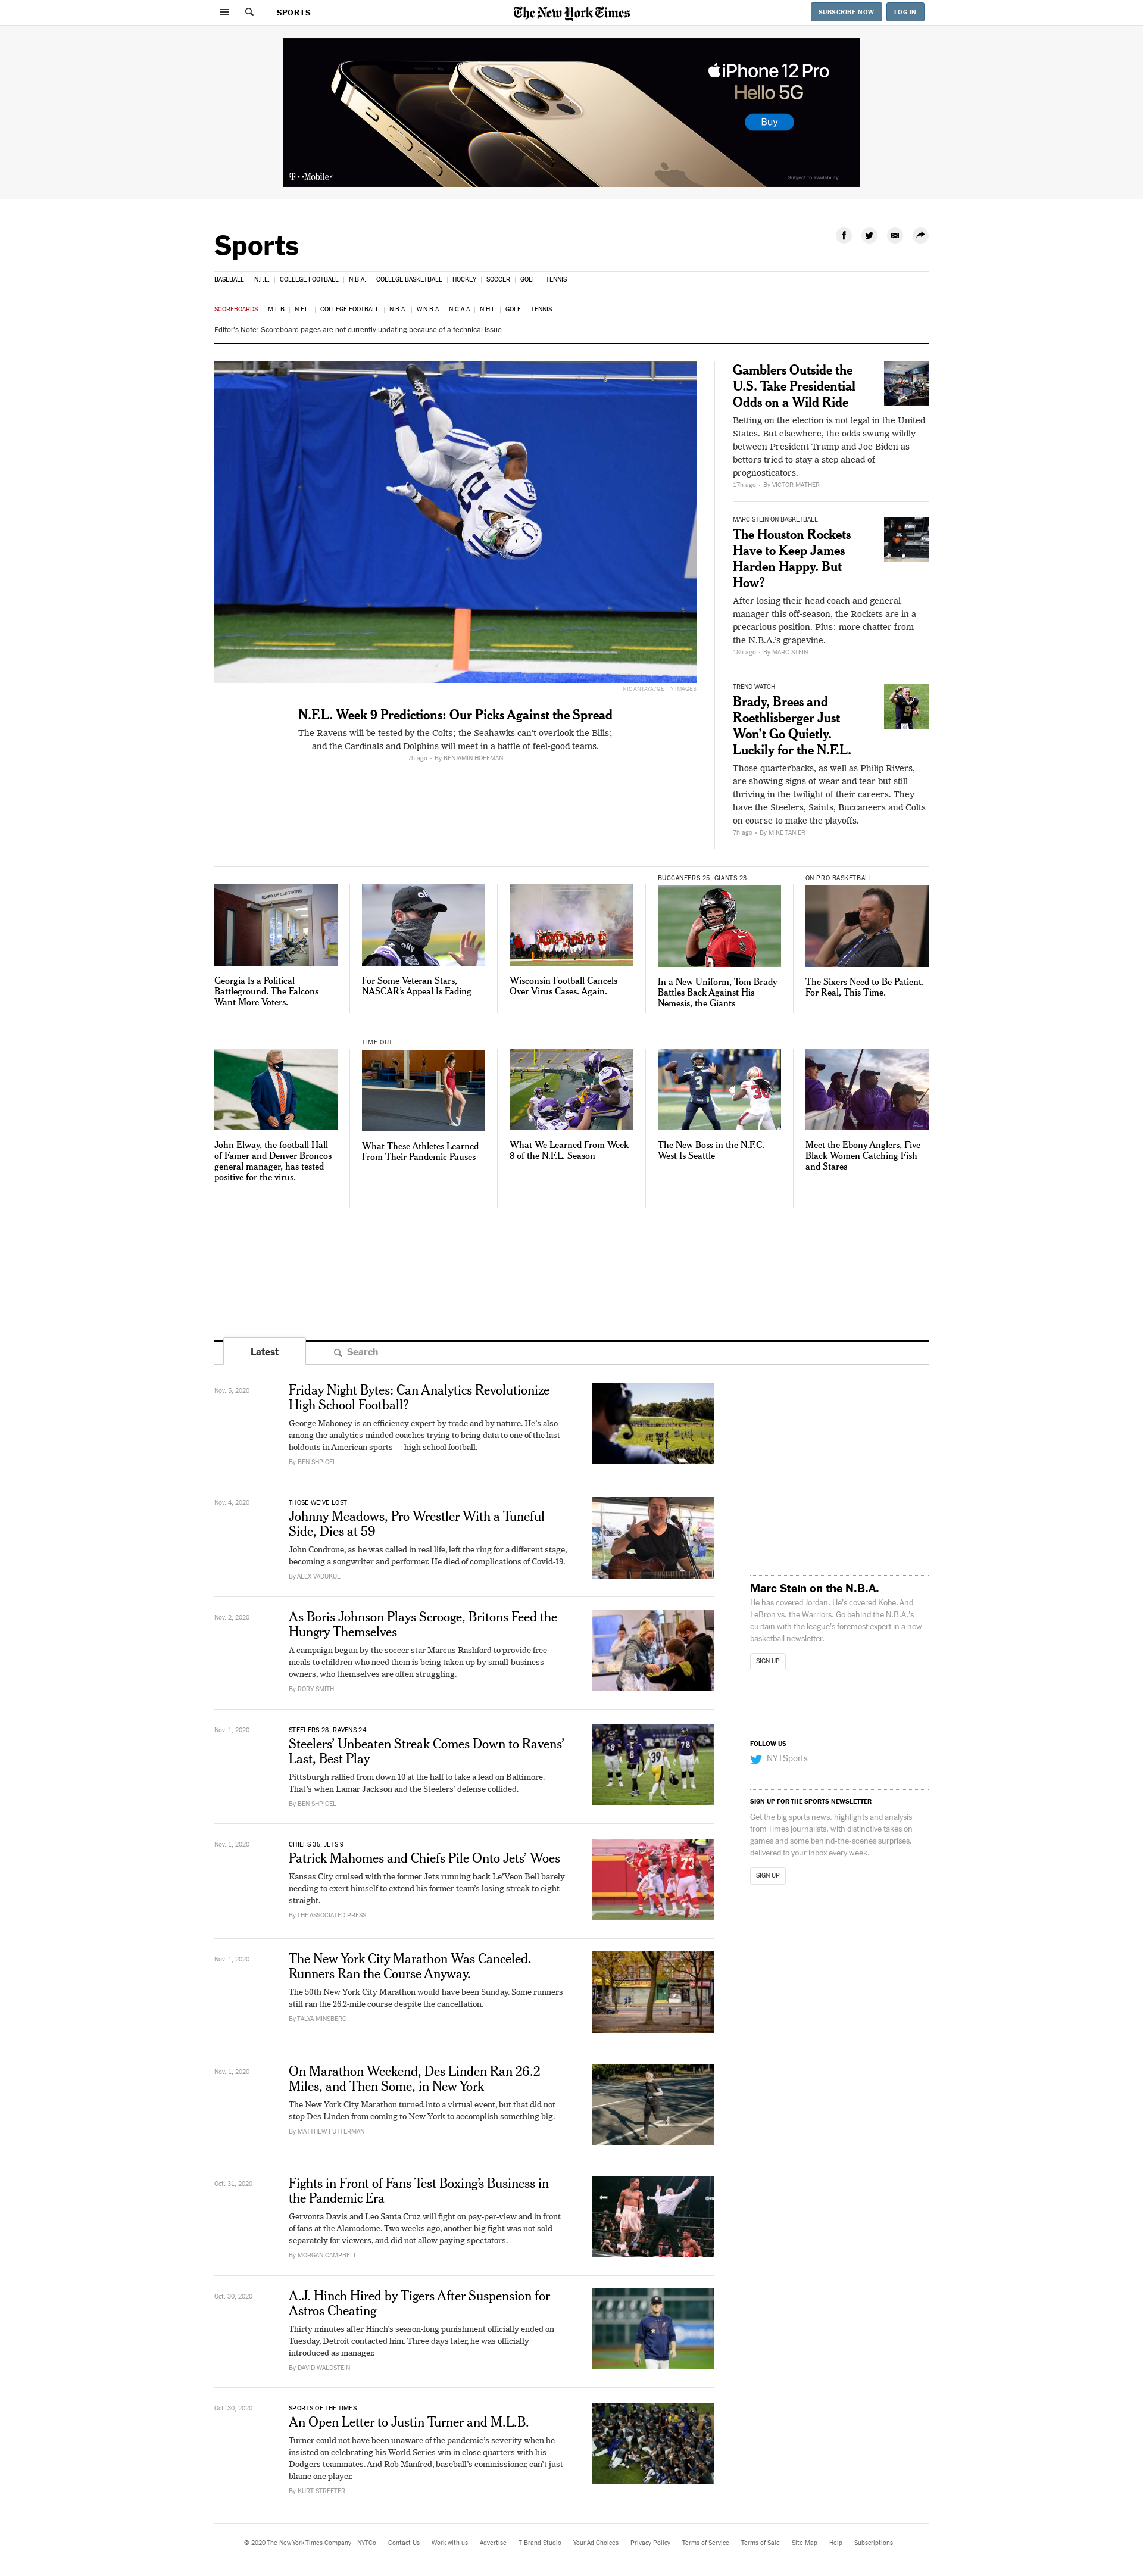 SPORTS
The New York Times
SUBSCRIBE NOW
LOG IN
iPhone 12 Pro
Hello 5G
Buy
T-Mobile
Subject to availability
Sports
BASEBALL | N.F.L. | COLLEGE FOOTBALL | N.B.A. | COLLEGE BASKETBALL | HOCKEY | SOCCER | GOLF | TENNIS
SCOREBOARDS | M.L.B | N.F.L. | COLLEGE FOOTBALL | N.B.A. | W.N.B.A | N.C.A.A | N.H.L | GOLF | TENNIS
Editor's Note: Scoreboard pages are not currently updating because of a technical issue.
NIC ANTAYA/GETTY IMAGES
N.F.L. Week 9 Predictions: Our Picks Against the Spread
The Ravens will be tested by the Colts; the Seahawks can't overlook the Bills;
and the Cardinals and Dolphins will meet in a battle of feel-good teams.
7h ago • By BENJAMIN HOFFMAN
Gamblers Outside the
U.S. Take Presidential
Odds on a Wild Ride
Betting on the election is not legal in the United
States. But elsewhere, the odds swung wildly
between President Trump and Joe Biden as
bettors tried to stay a step ahead of
prognosticators.
17h ago • By VICTOR MATHER
MARC STEIN ON BASKETBALL
The Houston Rockets
Have to Keep James
Harden Happy. But
How?
After losing their head coach and general
manager this off-season, the Rockets are in a
precarious position. Plus: more chatter from
the N.B.A.'s grapevine.
18h ago • By MARC STEIN
TREND WATCH
Brady, Brees and
Roethlisberger Just
Won't Go Quietly.
Luckily for the N.F.L.
Those quarterbacks, as well as Philip Rivers,
are showing signs of wear and tear but still
thriving in the twilight of their careers. They
have the Steelers, Saints, Buccaneers and Colts
on course to make the playoffs.
7h ago • By MIKE TANIER
BOARD OF ELECTIONS
Georgia Is a Political
Battleground. The Falcons
Want More Voters.
ally
For Some Veteran Stars,
NASCAR's Appeal Is Fading
Wisconsin Football Cancels
Over Virus Cases. Again.
BUCCANEERS 25, GIANTS 23
In a New Uniform, Tom Brady
Battles Back Against His
Nemesis, the Giants
ON PRO BASKETBALL
The Sixers Need to Be Patient.
For Real, This Time.
John Elway, the football Hall
of Famer and Denver Broncos
general manager, has tested
positive for the virus.
TIME OUT
What These Athletes Learned
From Their Pandemic Pauses
What We Learned From Week
8 of the N.F.L. Season
The New Boss in the N.F.C.
West Is Seattle
Meet the Ebony Anglers, Five
Black Women Catching Fish
and Stares
Latest
Search
Nov. 5, 2020
Friday Night Bytes: Can Analytics Revolutionize
High School Football?
George Mahoney is an efficiency expert by trade and by nature. He's also
among the analytics-minded coaches trying to bring data to one of the last
holdouts in American sports — high school football.
By BEN SHPIGEL
Nov. 4, 2020
THOSE WE'VE LOST
Johnny Meadows, Pro Wrestler With a Tuneful
Side, Dies at 59
John Condrone, as he was called in real life, left the ring for a different stage,
becoming a songwriter and performer. He died of complications of Covid-19.
By ALEX VADUKUL
Nov. 2, 2020
As Boris Johnson Plays Scrooge, Britons Feed the
Hungry Themselves
A campaign begun by the soccer star Marcus Rashford to provide free
meals to children who need them is being taken up by small-business
owners, who themselves are often struggling.
By RORY SMITH
Nov. 1, 2020
STEELERS 28, RAVENS 24
Steelers' Unbeaten Streak Comes Down to Ravens'
Last, Best Play
Pittsburgh rallied from down 10 at the half to take a lead on Baltimore.
That's when Lamar Jackson and the Steelers' defense collided.
By BEN SHPIGEL
Nov. 1, 2020
CHIEFS 35, JETS 9
Patrick Mahomes and Chiefs Pile Onto Jets' Woes
Kansas City cruised with the former Jets running back Le'Veon Bell barely
needing to exert himself to extend his former team's losing streak to eight
straight.
By THE ASSOCIATED PRESS
Nov. 1, 2020
The New York City Marathon Was Canceled.
Runners Ran the Course Anyway.
The 50th New York City Marathon would have been Sunday. Some runners
still ran the 26.2-mile course despite the cancellation.
By TALYA MINSBERG
Nov. 1, 2020
On Marathon Weekend, Des Linden Ran 26.2
Miles, and Then Some, in New York
The New York City Marathon turned into a virtual event, but that did not
stop Des Linden from coming to New York to accomplish something big.
By MATTHEW FUTTERMAN
Oct. 31, 2020
Fights in Front of Fans Test Boxing's Business in
the Pandemic Era
Gervonta Davis and Leo Santa Cruz will fight on pay-per-view and in front
of fans at the Alamodome. Two weeks ago, another big fight was not sold
separately for viewers, and did not allow paying spectators.
By MORGAN CAMPBELL
Oct. 30, 2020
A.J. Hinch Hired by Tigers After Suspension for
Astros Cheating
Thirty minutes after Hinch's season-long punishment officially ended on
Tuesday, Detroit contacted him. Three days later, he was officially
introduced as manager.
By DAVID WALDSTEIN
Oct. 30, 2020
SPORTS OF THE TIMES
An Open Letter to Justin Turner and M.L.B.
Turner could not have been unaware of the pandemic's severity when he
insisted on celebrating his World Series win in close quarters with his
Dodgers teammates. And Rob Manfred, baseball's commissioner, can't just
blame one player.
By KURT STREETER
Marc Stein on the N.B.A.
He has covered Jordan. He's covered Kobe. And
LeBron vs. the Warriors. Go behind the N.B.A.'s
curtain with the league's foremost expert in a new
basketball newsletter.
SIGN UP
FOLLOW US
NYTSports
SIGN UP FOR THE SPORTS NEWSLETTER
Get the big sports news, highlights and analysis
from Times journalists, with distinctive takes on
games and some behind-the-scenes surprises,
delivered to your inbox every week.
SIGN UP
© 2020 The New York Times Company NYTCo Contact Us Work with us Advertise T Brand Studio Your Ad Choices Privacy Policy Terms of Service Terms of Sale Site Map Help Subscriptions